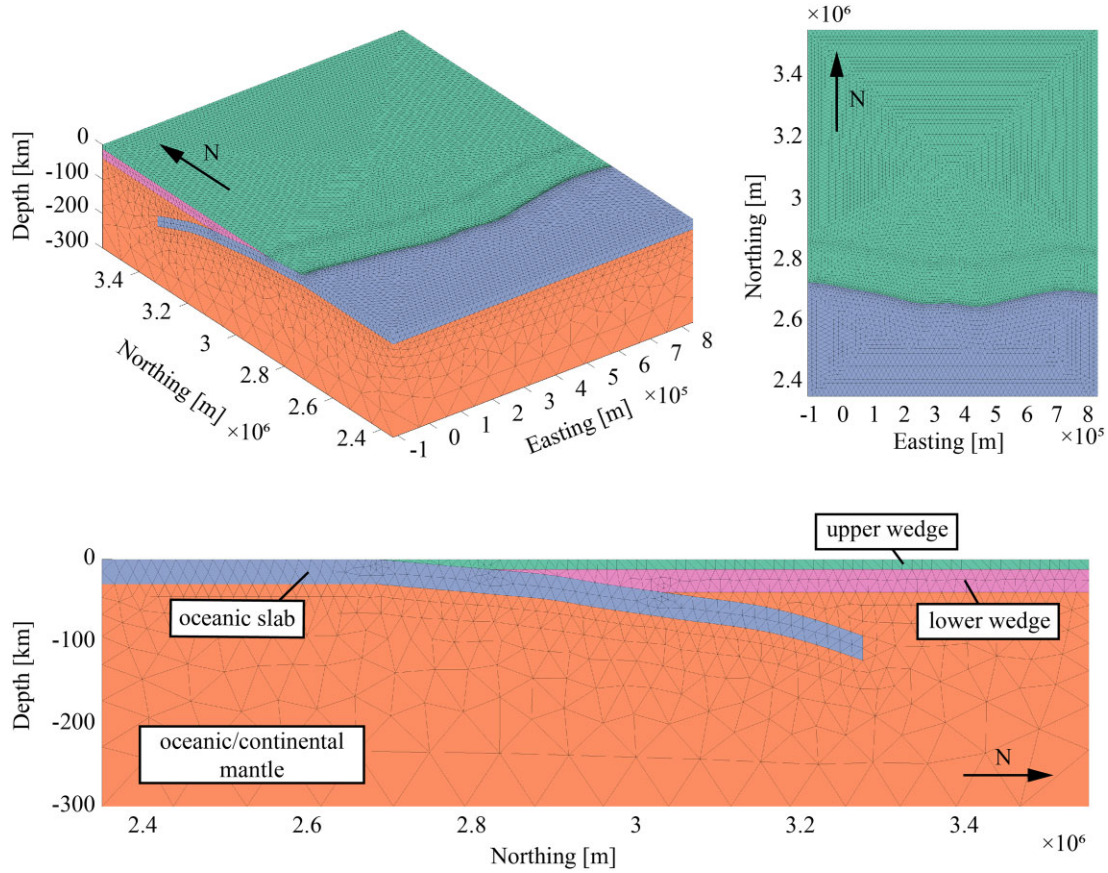 0
-100
-200
-300
Depth [km]
N
3.4
3.2
3
2.8
2.6
2.4
Northing [m]
×10⁶
-1 0 1 2 3 4 5 6 7 8
Easting [m]
×10⁵
×10⁶
3.4
3.2
3
2.8
2.6
2.4
Northing [m]
N
-1 0 1 2 3 4 5 6 7 8
Easting [m]
×10⁵
upper wedge
0
-100
-200
-300
Depth [km]
oceanic slab
lower wedge
oceanic/continental
mantle
N
2.4 2.6 2.8 3 3.2 3.4
×10⁶
Northing [m]